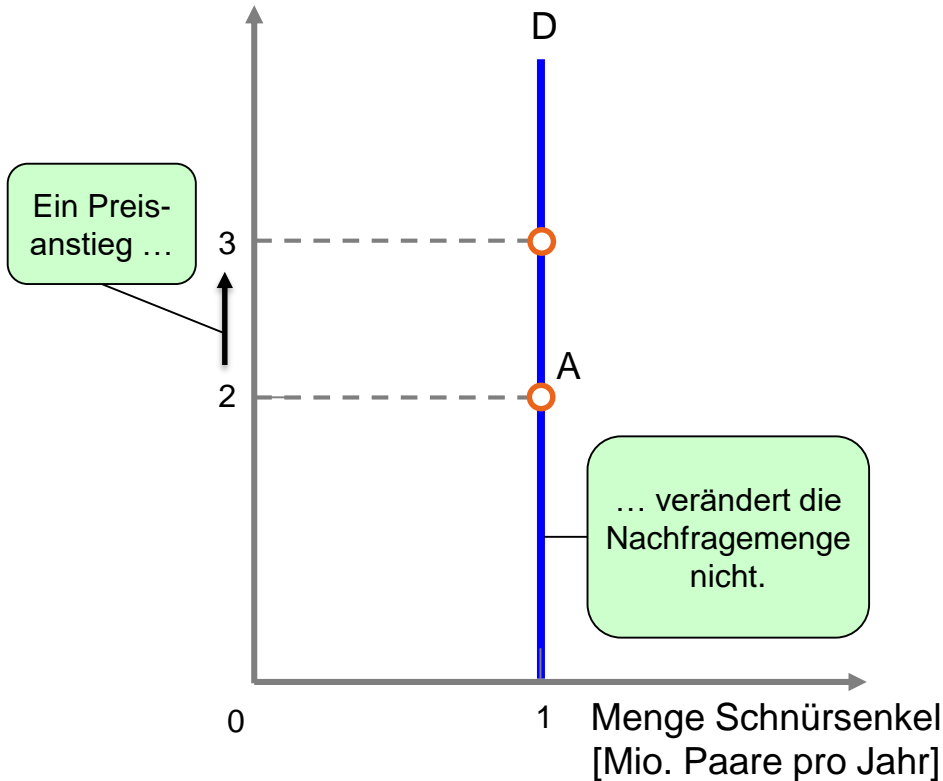 D
Ein Preis-
anstieg …
3
A
2
… verändert die
Nachfragemenge
nicht.
0
1
Menge Schnürsenkel
[Mio. Paare pro Jahr]